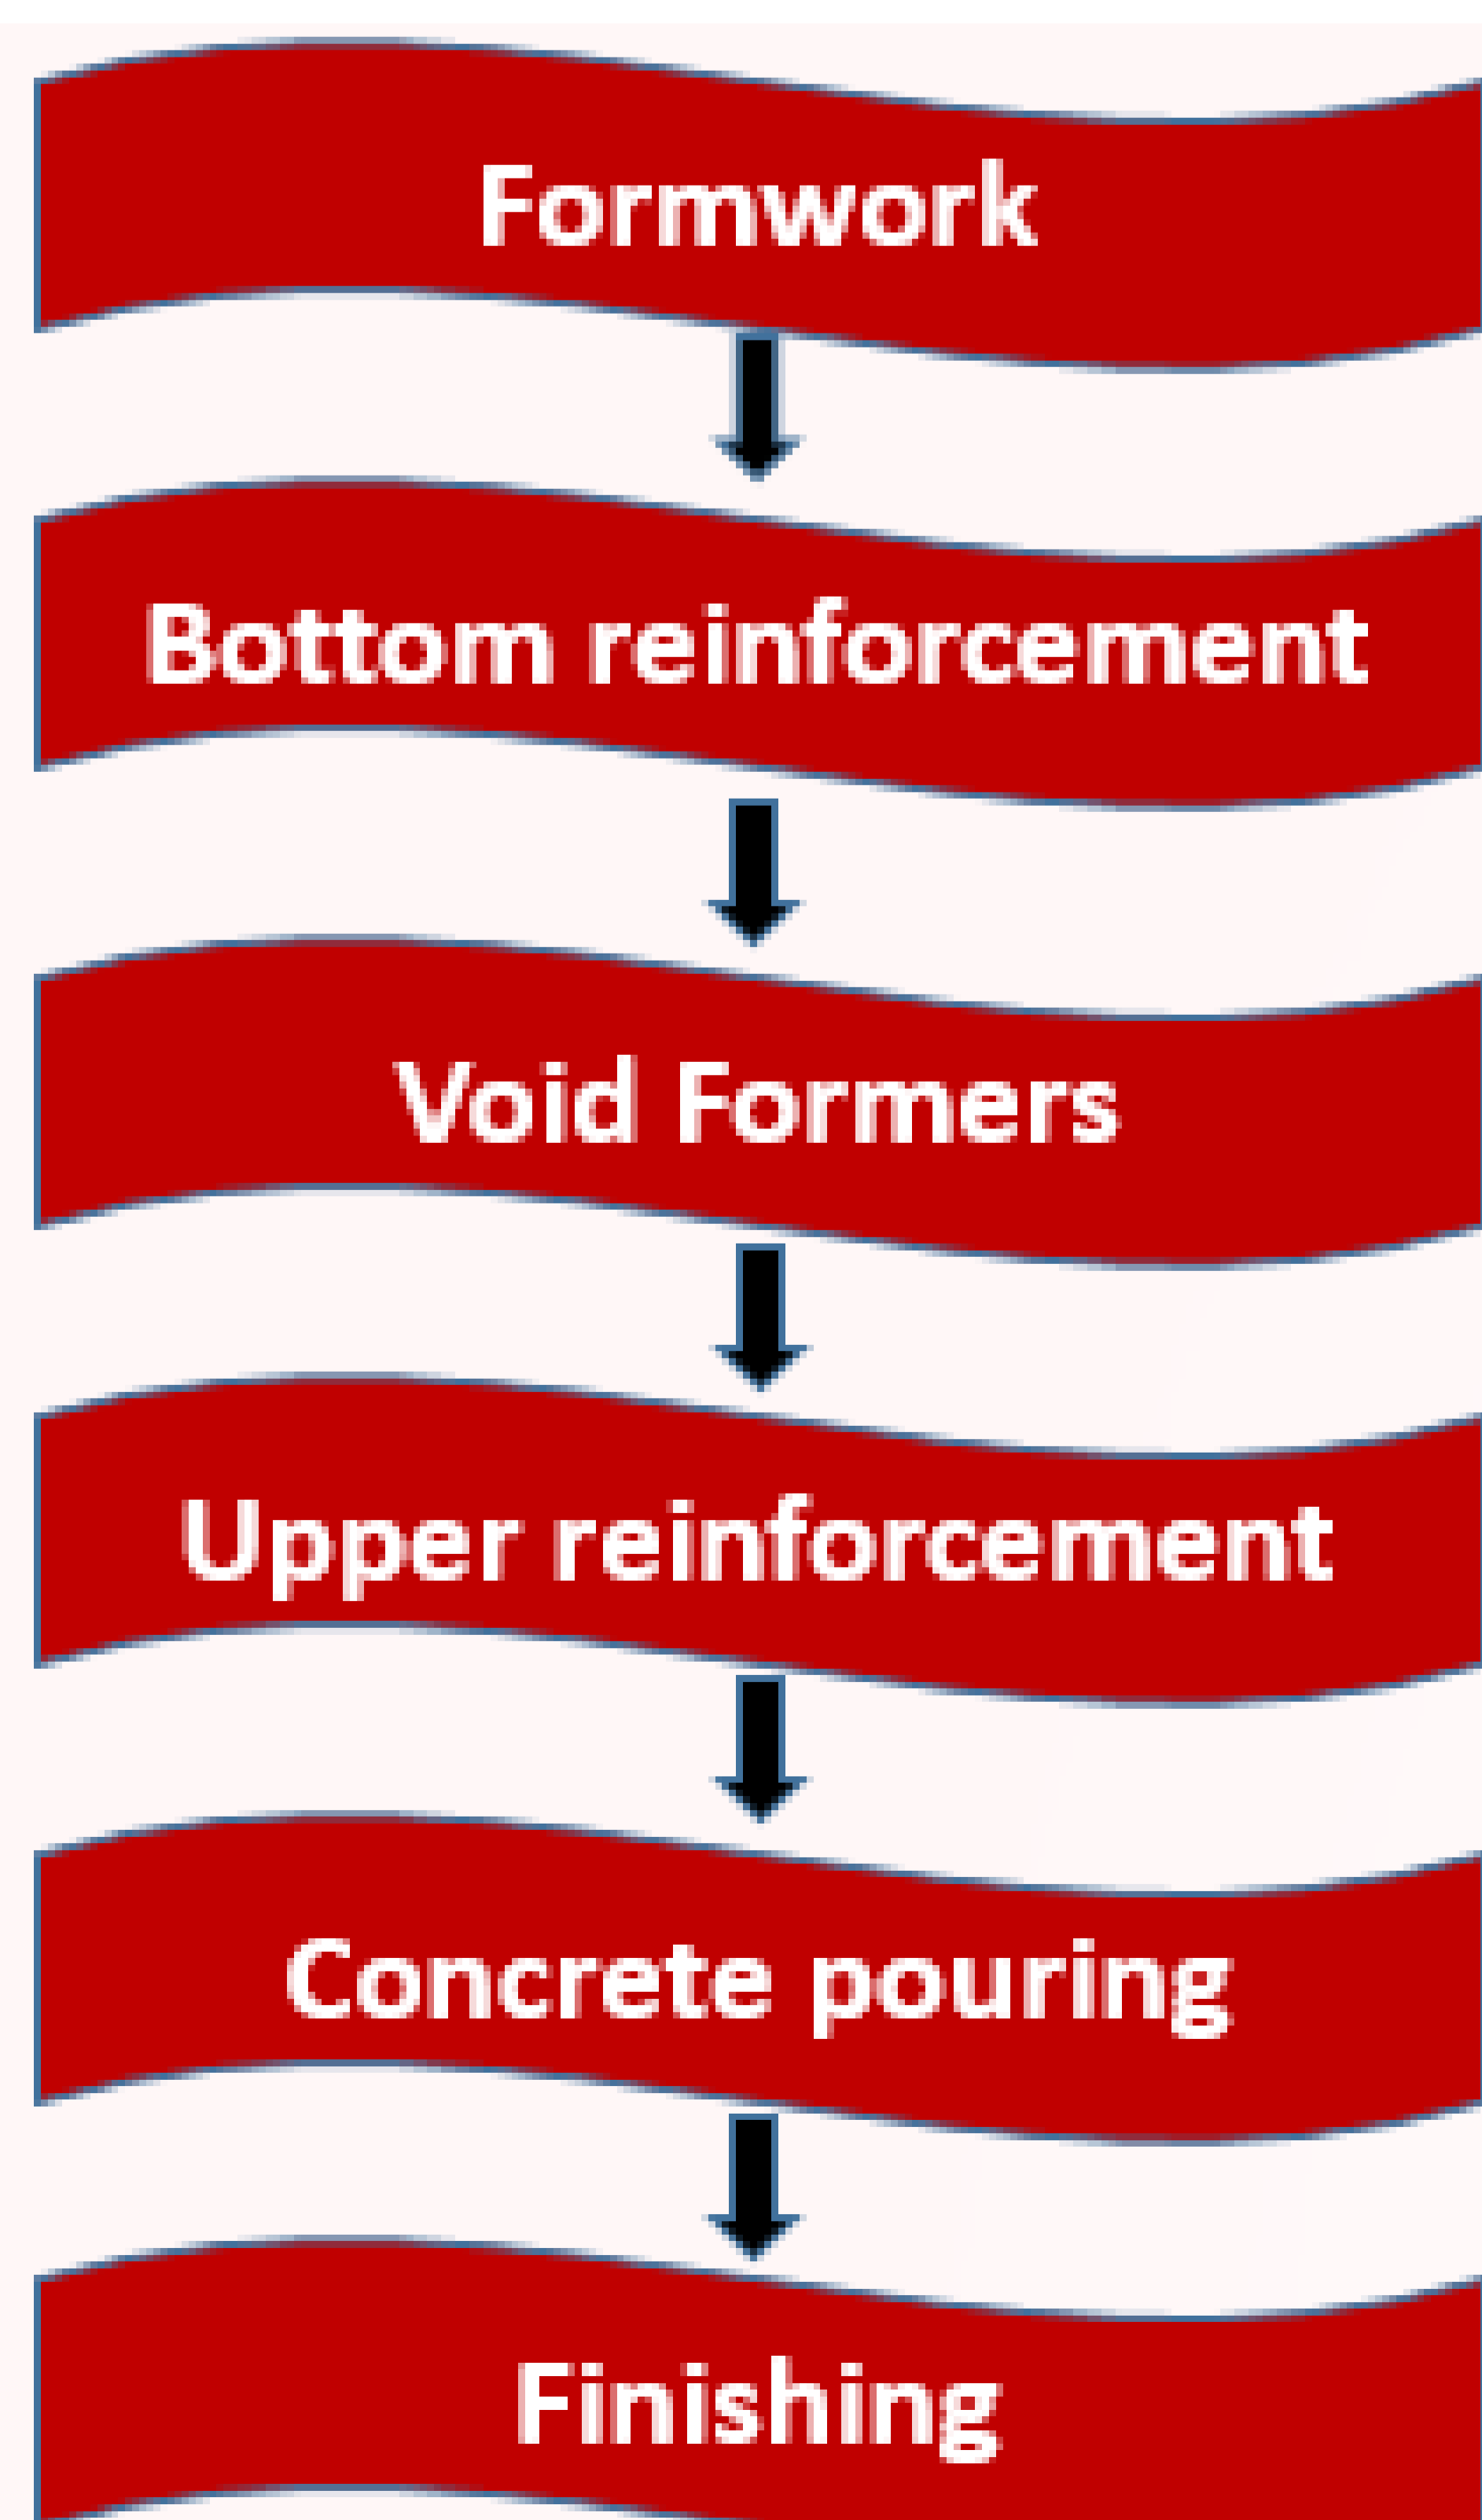 Formwork
Bottom reinforcement
Void Formers
Upper reinforcement
Concrete pouring
Finishing